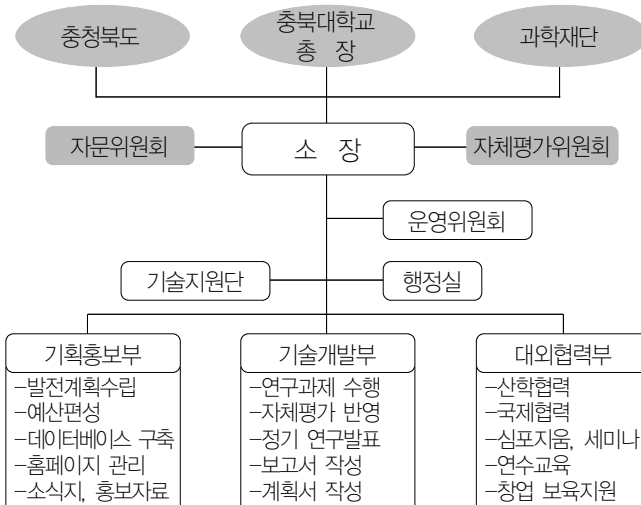 충청북도
충북대학교
총 장
과학재단
자문위원회
소 장
자체평가위원회
운영위원회
기술지원단
행정실
기획홍보부
-발전계획수립
-예산편성
-데이터베이스 구축
-홈페이지 관리
-소식지, 홍보자료
기술개발부
-연구과제 수행
-자체평가 반영
-정기 연구발표
-보고서 작성
-계획서 작성
대외협력부
-산학협력
-국제협력
-심포지움, 세미나
-연수교육
-창업 보육지원